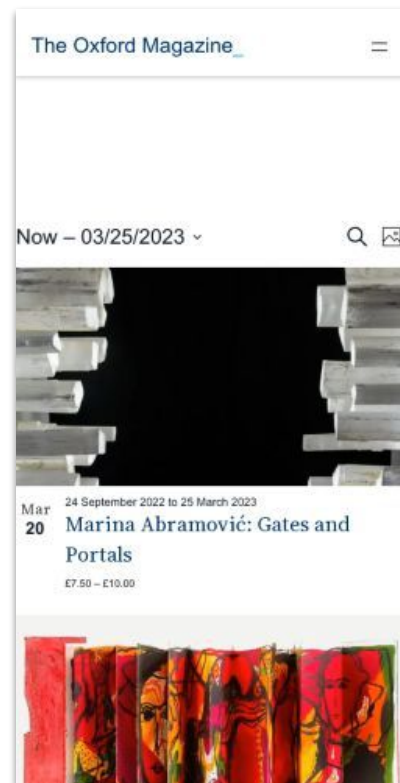 The Oxford Magazine_
Now – 03/25/2023
Mar
20
24 September 2022 to 25 March 2023
Marina Abramović: Gates and
Portals
£7.50 – £10.00